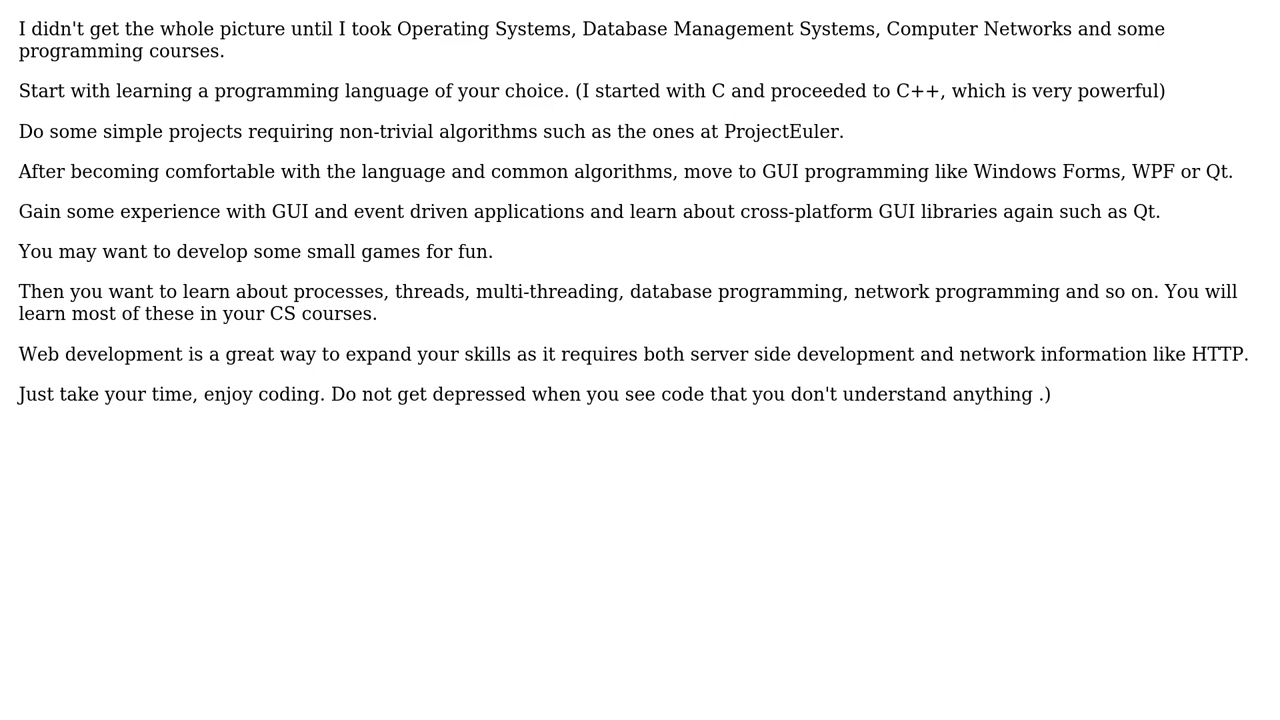 I didn't get the whole picture until I took Operating Systems, Database Management Systems, Computer Networks and some
programming courses.
Start with learning a programming language of your choice. (I started with C and proceeded to C++, which is very powerful)
Do some simple projects requiring non-trivial algorithms such as the ones at ProjectEuler.
After becoming comfortable with the language and common algorithms, move to GUI programming like Windows Forms, WPF or Qt.
Gain some experience with GUI and event driven applications and learn about cross-platform GUI libraries again such as Qt.
You may want to develop some small games for fun.
Then you want to learn about processes, threads, multi-threading, database programming, network programming and so on. You will
learn most of these in your CS courses.
Web development is a great way to expand your skills as it requires both server side development and network information like HTTP.
Just take your time, enjoy coding. Do not get depressed when you see code that you don't understand anything .)